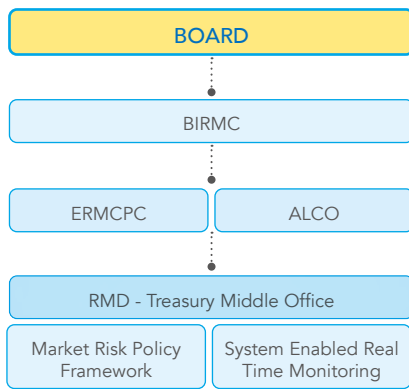 BOARD
BIRMC
ERMCPC
ALCO
RMD - Treasury Middle Office
Market Risk Policy
Framework
System Enabled Real
Time Monitoring